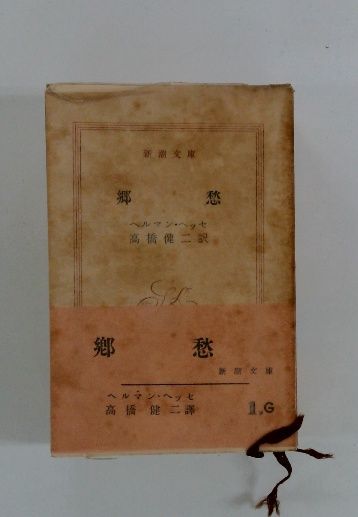 新潮文庫
郷愁
ヘルマン・ヘッセ
高橋健二訳
鄕愁
新潮文庫
ヘルマン・ヘッセ
高橋健二譯
1.G